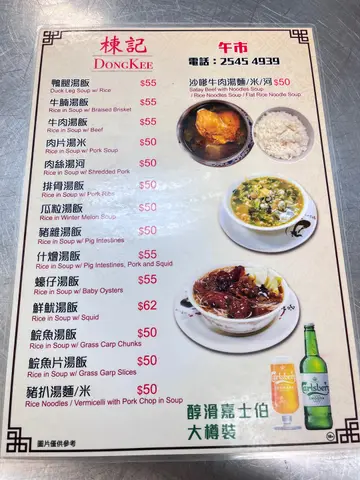 棟記
DONGKEE
午市
電話：2545 4939
鴨腿湯飯 $55
Duck Leg Soup w/ Rice
牛腩湯飯 $55
Rice in Soup w/ Braised Brisket
牛肉湯飯 $55
Rice in Soup w/ Beef
肉片湯米 $50
Rice in Soup w/ Pork
肉絲湯河 $50
Rice in Soup w/ Shredded Pork
排骨湯飯 $50
Rice in Soup w/ Pork Ribs
瓜粒湯飯 $50
Rice in Winter Melon Soup
豬雜湯飯 $50
Rice in Soup w/ Pig Intestines
什燴湯飯 $55
Rice in Soup w/ Pig Intestines, Pork and Squid
蠔仔湯飯 $55
Rice in Soup w/ Baby Oysters
鮮魷湯飯 $62
Rice in Soup w/ Squid
鯇魚湯飯 $50
Rice in Soup w/ Grass Carp Chunks
鯇魚片湯飯 $50
Rice in Soup w/ Grass Garp Slices
豬扒湯麵/米 $50
Rice Noodles / Vermicelli with Pork Chop in Soup
沙嗲牛肉湯麵/米/河 $50
Satay Beef with Noodles Soup
/ Rice Noodles Soup / Flat Rice Noodle Soup
Carlsberg
Carlsberg
醇滑嘉士伯
大樽裝
圖片僅供參考